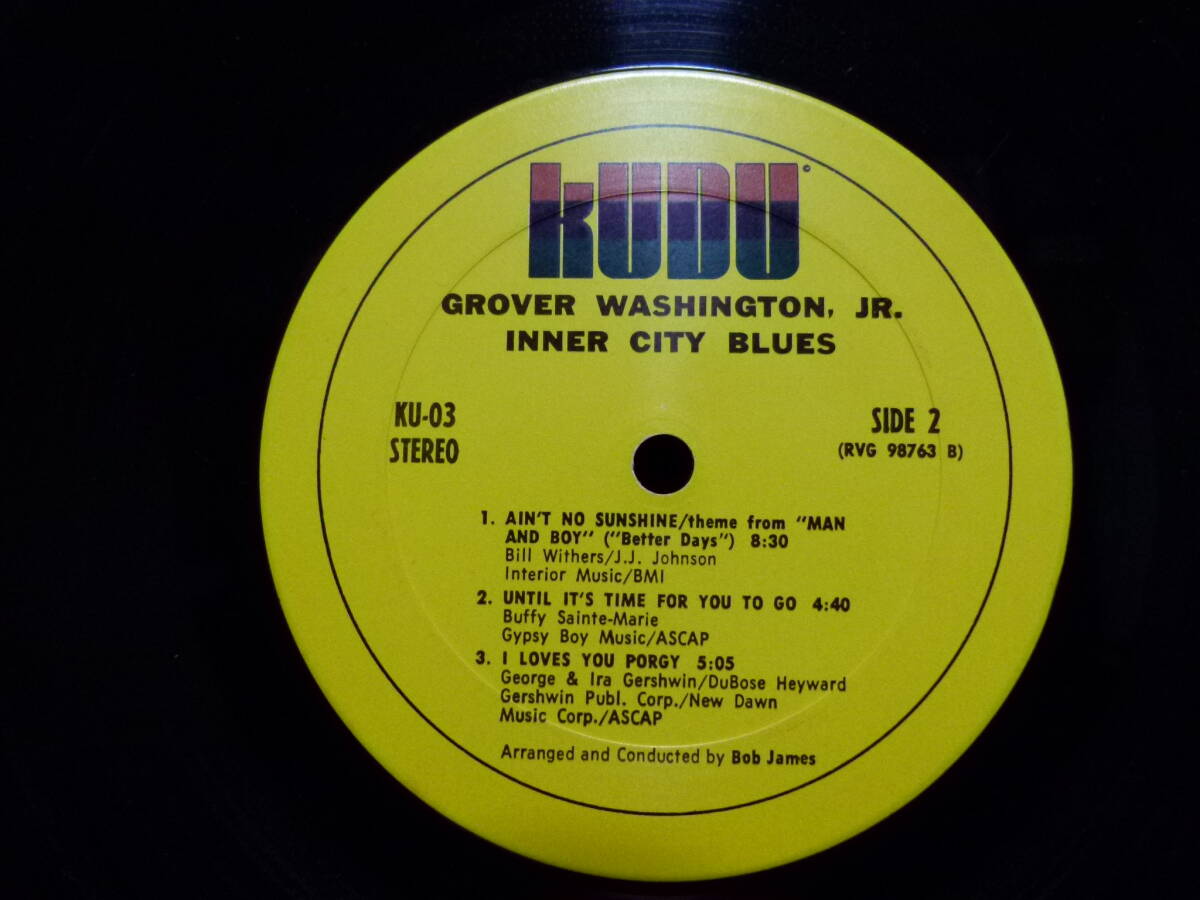 kUDU©
GROVER WASHINGTON, JR.
INNER CITY BLUES
KU-03
STEREO
SIDE 2
(RVG 98763 B)
1. AIN'T NO SUNSHINE/theme from "MAN
AND BOY" ("Better Days") 8:30
Bill Withers/J.J. Johnson
Interior Music/BMI
2. UNTIL IT'S TIME FOR YOU TO GO 4:40
Buffy Sainte-Marie
Gypsy Boy Music/ASCAP
3. I LOVES YOU PORGY 5:05
George & Ira Gershwin/DuBose Heyward
Gershwin Publ. Corp./New Dawn
Music Corp./ASCAP
Arranged and Conducted by Bob James